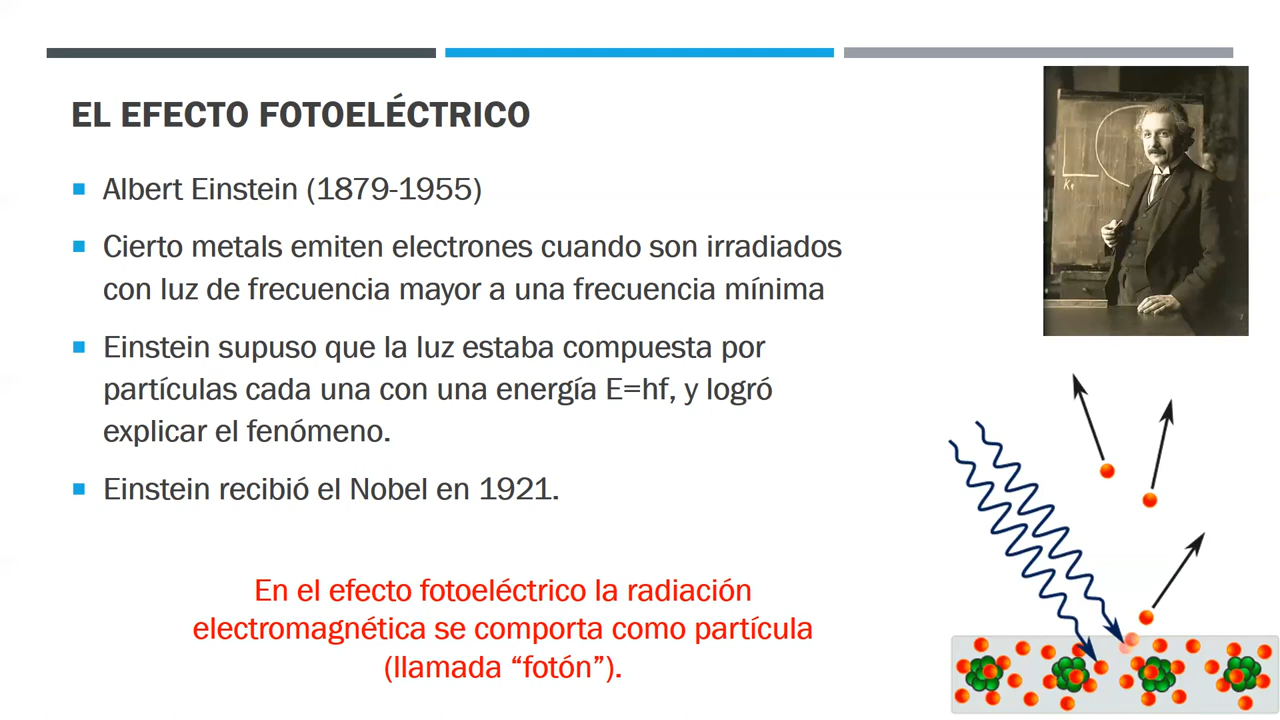 EL EFECTO FOTOELÉCTRICO
Albert Einstein (1879-1955)
Cierto metals emiten electrones cuando son irradiados
con luz de frecuencia mayor a una frecuencia mínima
Einstein supuso que la luz estaba compuesta por
partículas cada una con una energía E=hf, y logró
explicar el fenómeno.
Einstein recibió el Nobel en 1921.
En el efecto fotoeléctrico la radiación
electromagnética se comporta como partícula
(llamada “fotón”).